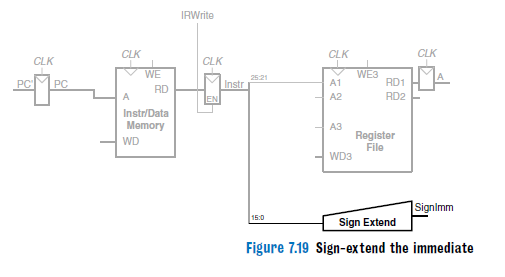 IRWrite
CLK
CLK
CLK
CLK
CLK
PC'
PC
WE
RD
A
EN
Instr/Data
Memory
WD
Instr
25:21
A1
A2
A3
WD3
WE3
RD1
RD2
Register
File
A
15:0
Sign Extend
SignImm
Figure 7.19 Sign-extend the immediate